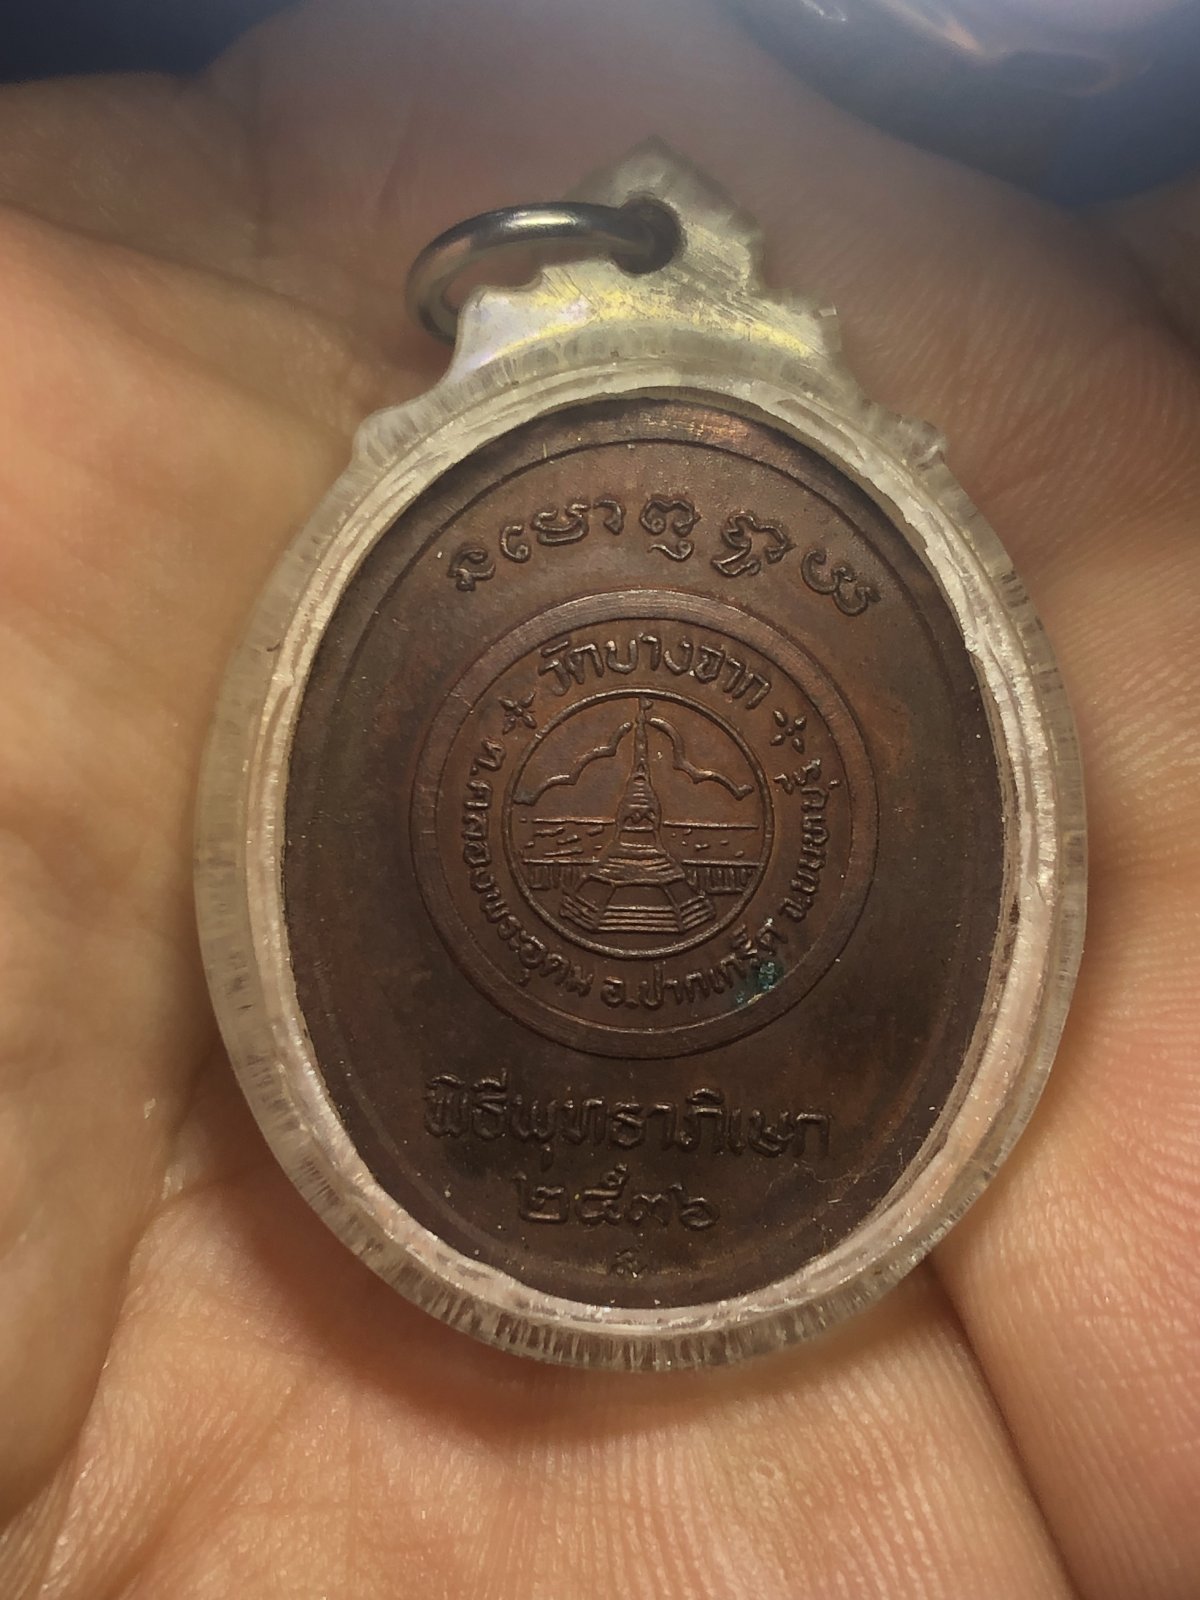 วัดบางจาก
ต.คลองพระอุดม อ.ปากเกร็ด จ.นนทบุรี
พิธีพุทธาภิเษก
๒๕๓๖